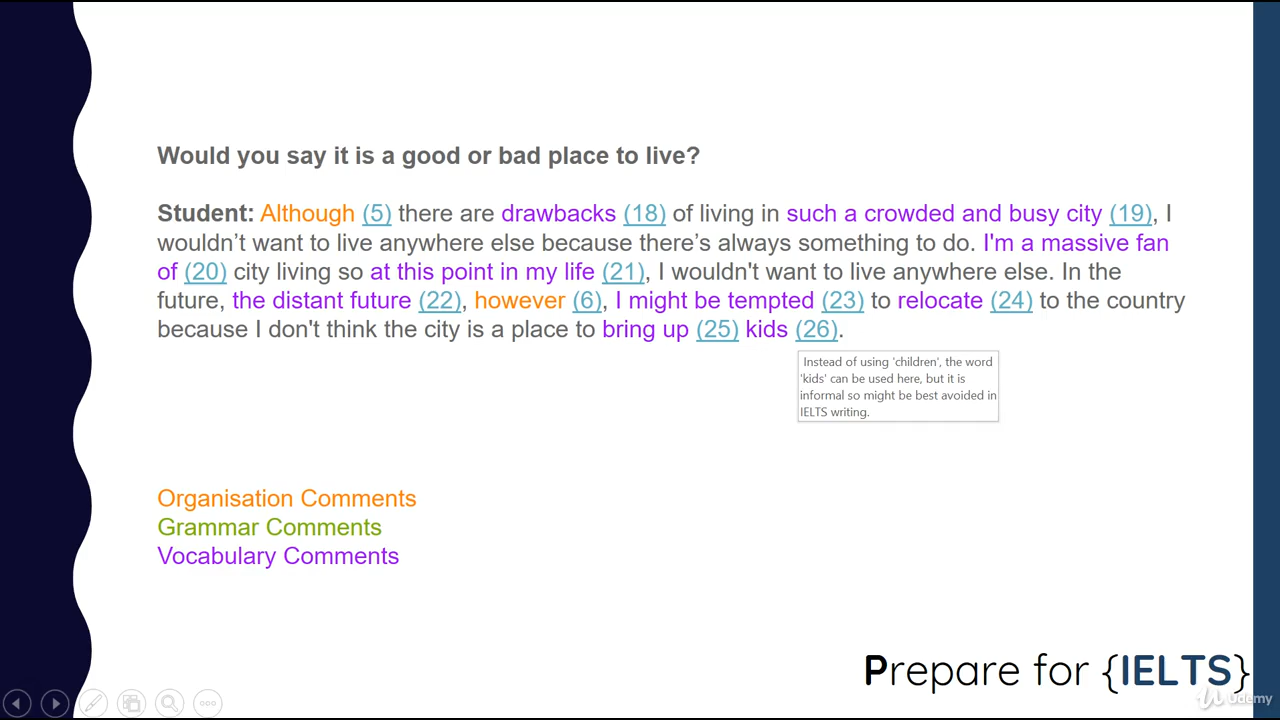 Would you say it is a good or bad place to live?
Student: Although (5) there are drawbacks (18) of living in such a crowded and busy city (19), I
wouldn’t want to live anywhere else because there’s always something to do. I'm a massive fan
of (20) city living so at this point in my life (21), I wouldn't want to live anywhere else. In the
future, the distant future (22), however (6), I might be tempted (23) to relocate (24) to the country
because I don't think the city is a place to bring up (25) kids (26).
Instead of using 'children', the word
'kids' can be used here, but it is
informal so might be best avoided in
IELTS writing.
Organisation Comments
Grammar Comments
Vocabulary Comments
Prepare for {IELTS}
Udemy